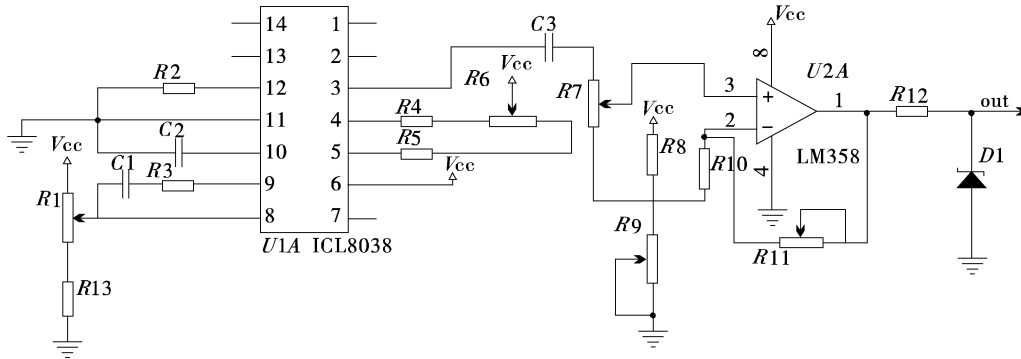 14
1
13
2
R2
12
3
11
4
C2
10
5
Vcc
C1
R3
9
6
R1
8
7
U1A ICL8038
R13
C3
R6
Vcc
R7
R4
R5
Vcc
Vcc
R8
R9
R10
Vcc
8
U2A
3
1
2
4
LM358
R11
R12
out
D1